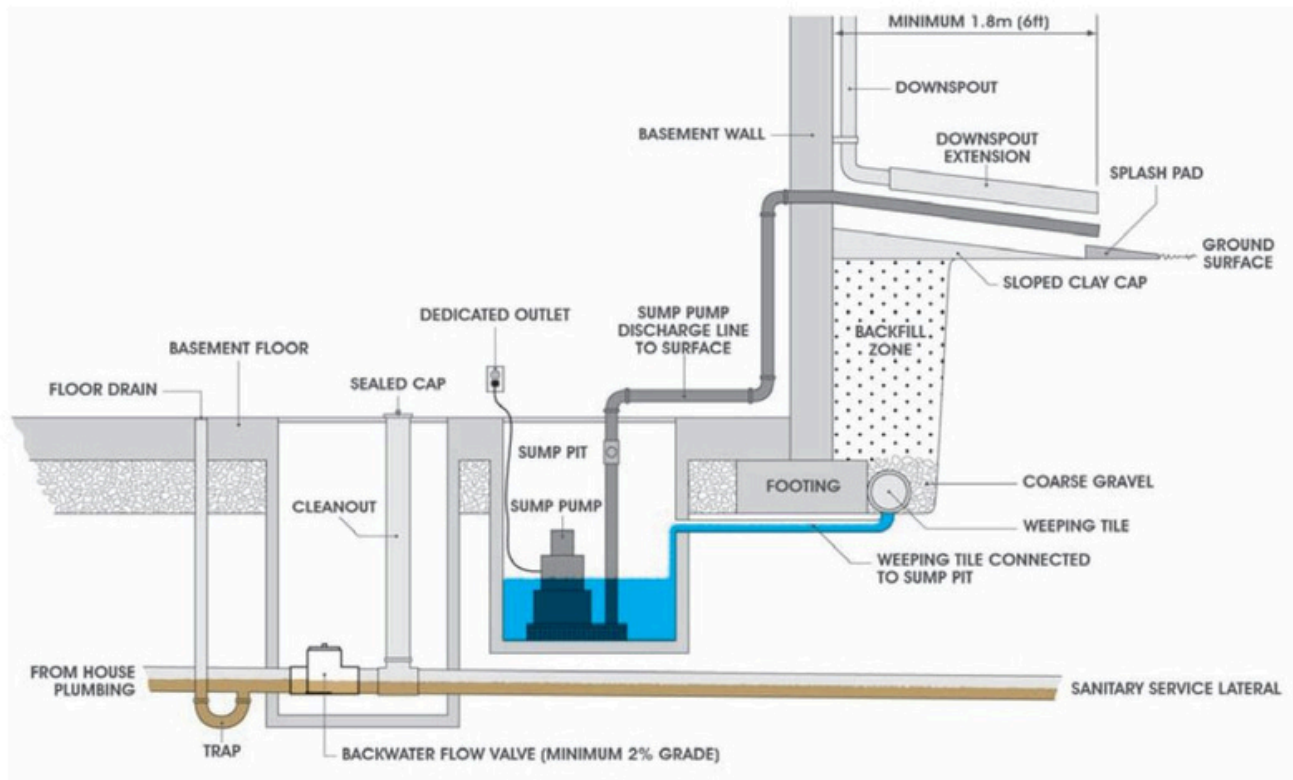 MINIMUM 1.8m (6ft)
DOWNSPOUT
BASEMENT WALL
DOWNSPOUT
EXTENSION
SPLASH PAD
GROUND
SURFACE
SLOPED CLAY CAP
SUMP PUMP
DISCHARGE LINE
TO SURFACE
DEDICATED OUTLET
BACKFILL
ZONE
BASEMENT FLOOR
FLOOR DRAIN
SEALED CAP
SUMP PIT
COARSE GRAVEL
FOOTING
CLEANOUT
SUMP PUMP
WEEPING TILE
WEEPING TILE CONNECTED
TO SUMP PIT
FROM HOUSE
PLUMBING
SANITARY SERVICE LATERAL
TRAP
BACKWATER FLOW VALVE (MINIMUM 2% GRADE)